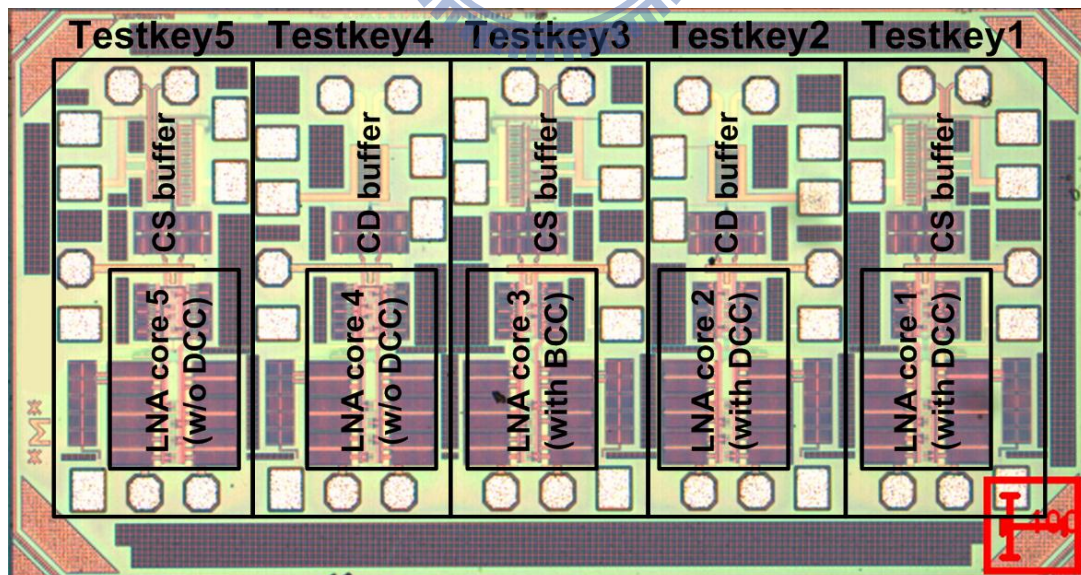 Testkey5 Testkey4 Testkey3 Testkey2 Testkey1
CS buffer
CD buffer
CS buffer
CD buffer
CS buffer
LNA core 5
(w/o DCC)
LNA core 4
(w/o DCC)
LNA core 3
(with BCC)
LNA core 2
(with DCC)
LNA core 1
(with DCC)
*M*